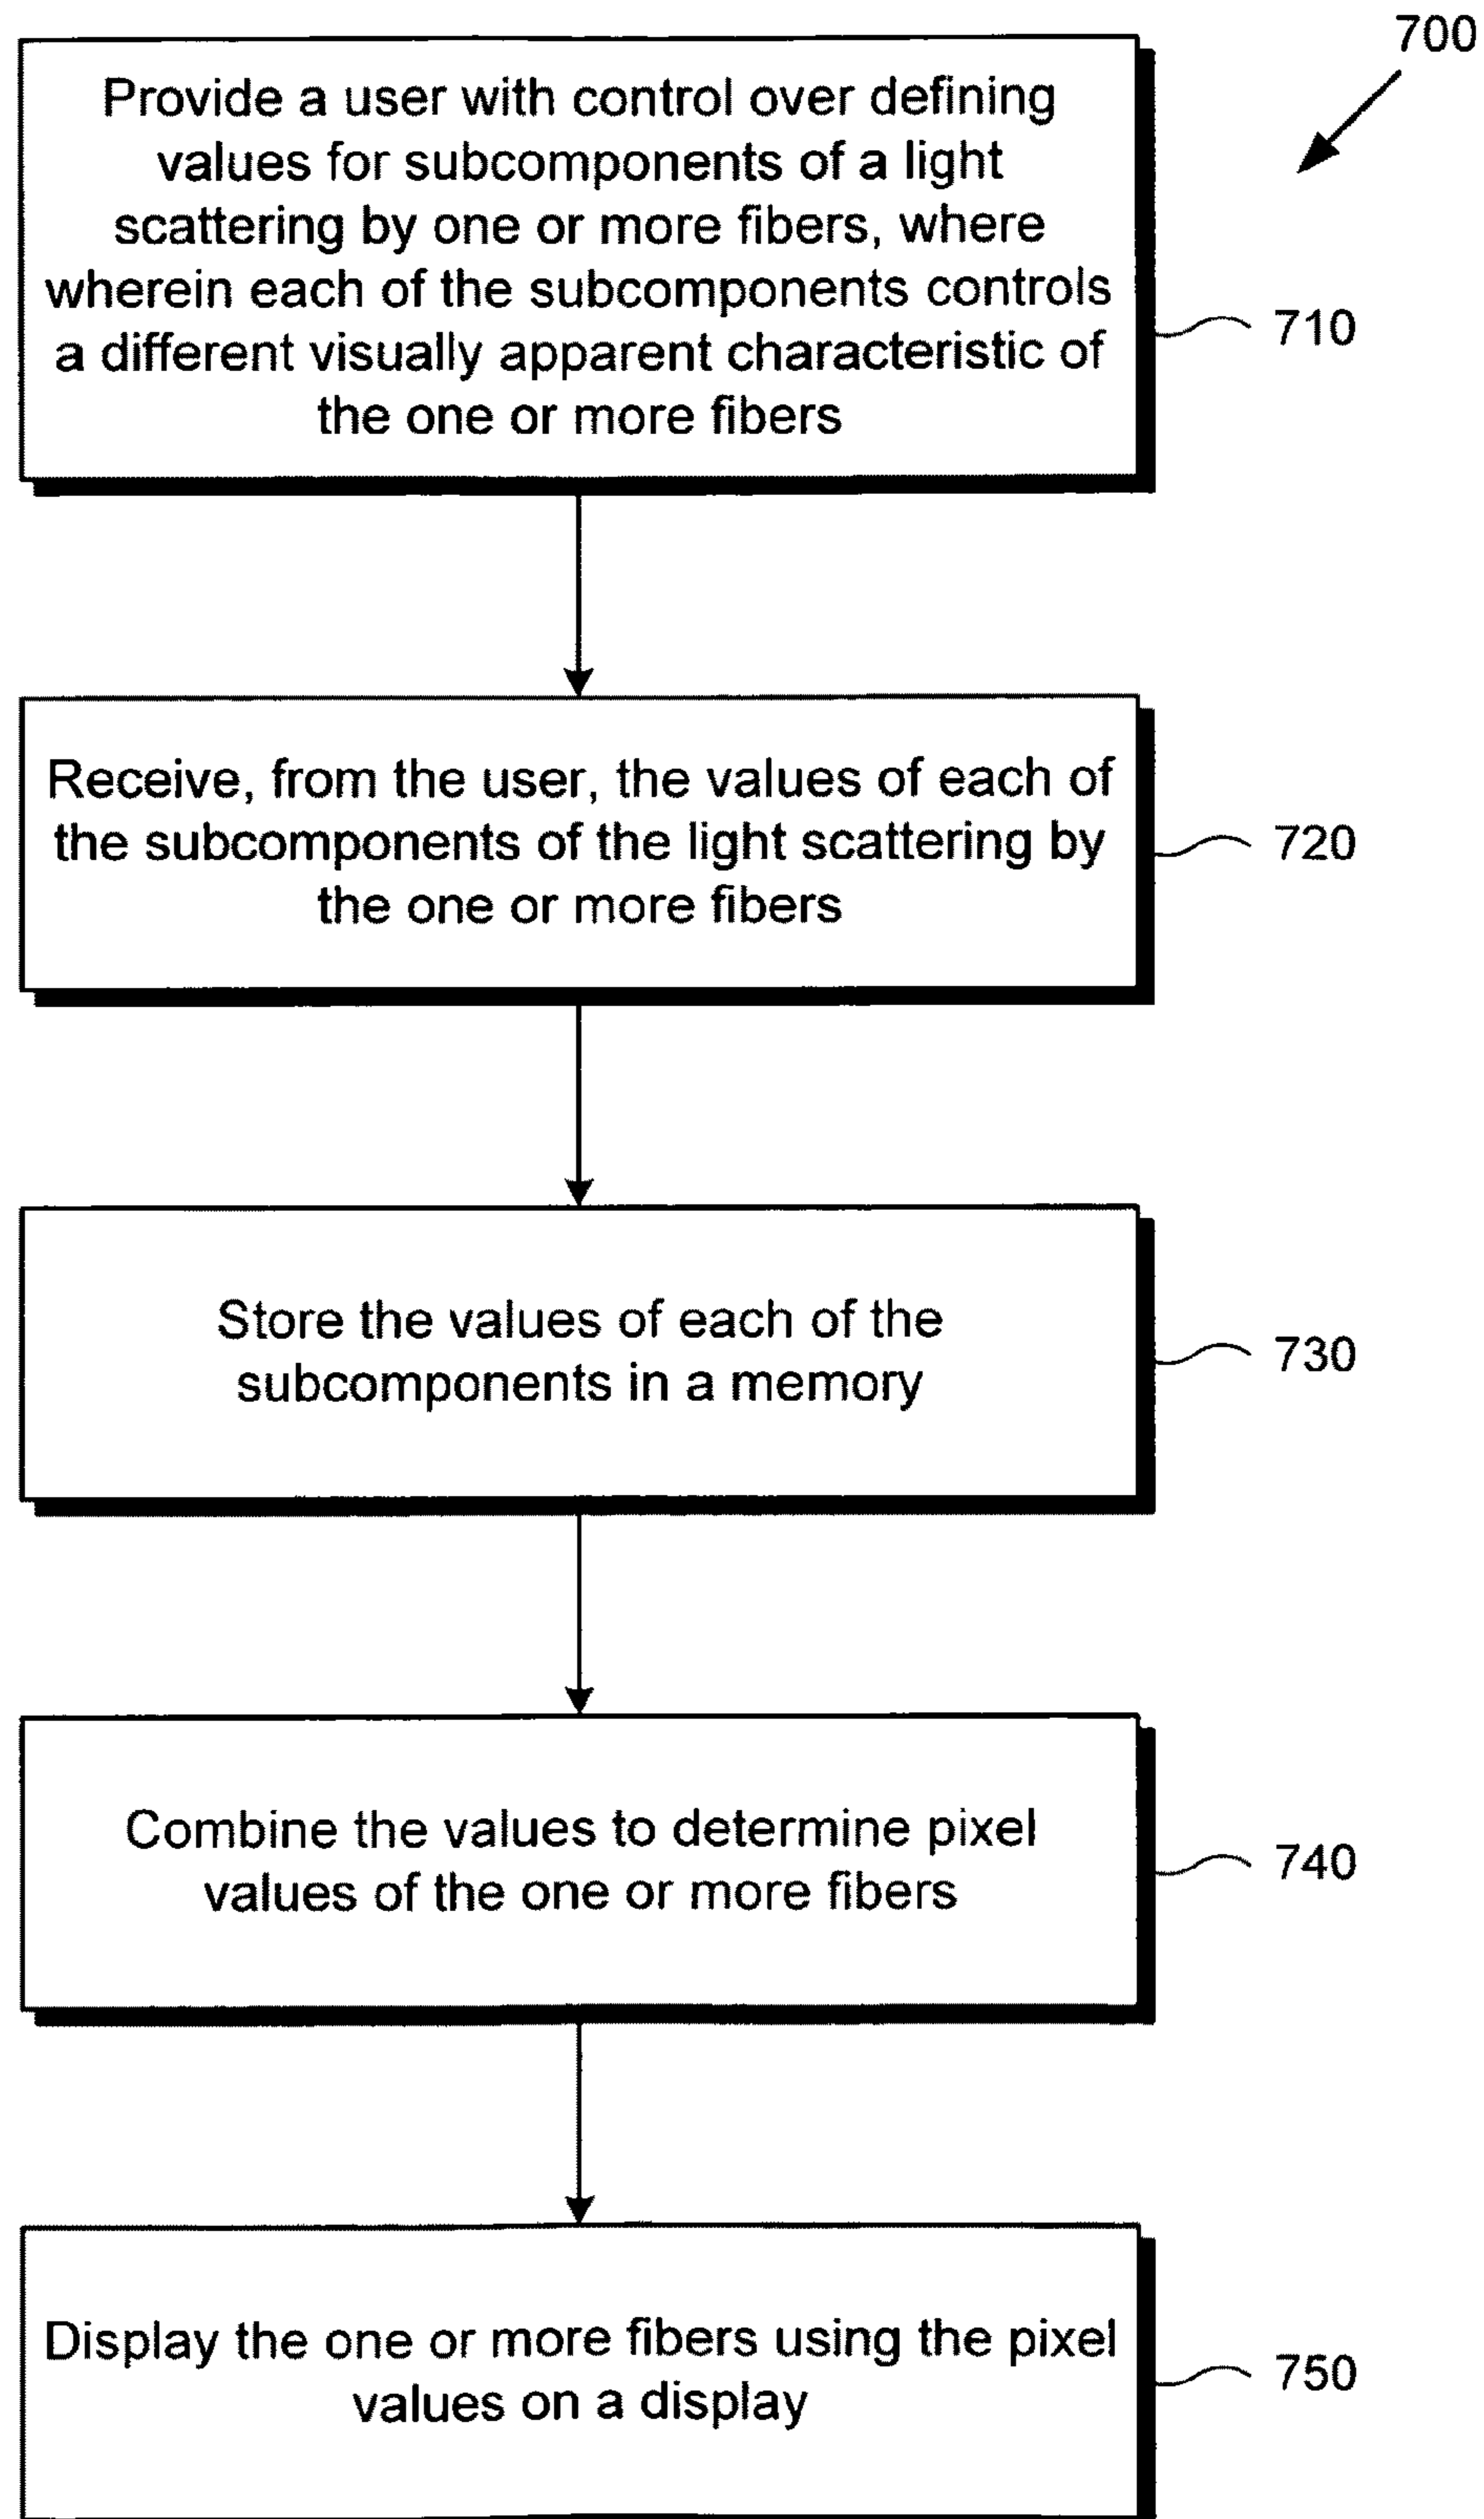 700
Provide a user with control over defining
values for subcomponents of a light
scattering by one or more fibers, where
wherein each of the subcomponents controls
a different visually apparent characteristic of
the one or more fibers
710
Receive, from the user, the values of each of
the subcomponents of the light scattering by
the one or more fibers
720
Store the values of each of the
subcomponents in a memory
730
Combine the values to determine pixel
values of the one or more fibers
740
Display the one or more fibers using the pixel
values on a display
750